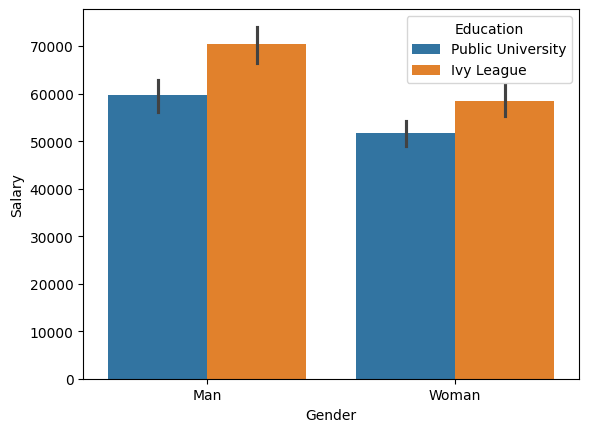 Education
Public University
Ivy League
70000
60000
50000
40000
30000
20000
10000
0
Salary
Man
Woman
Gender